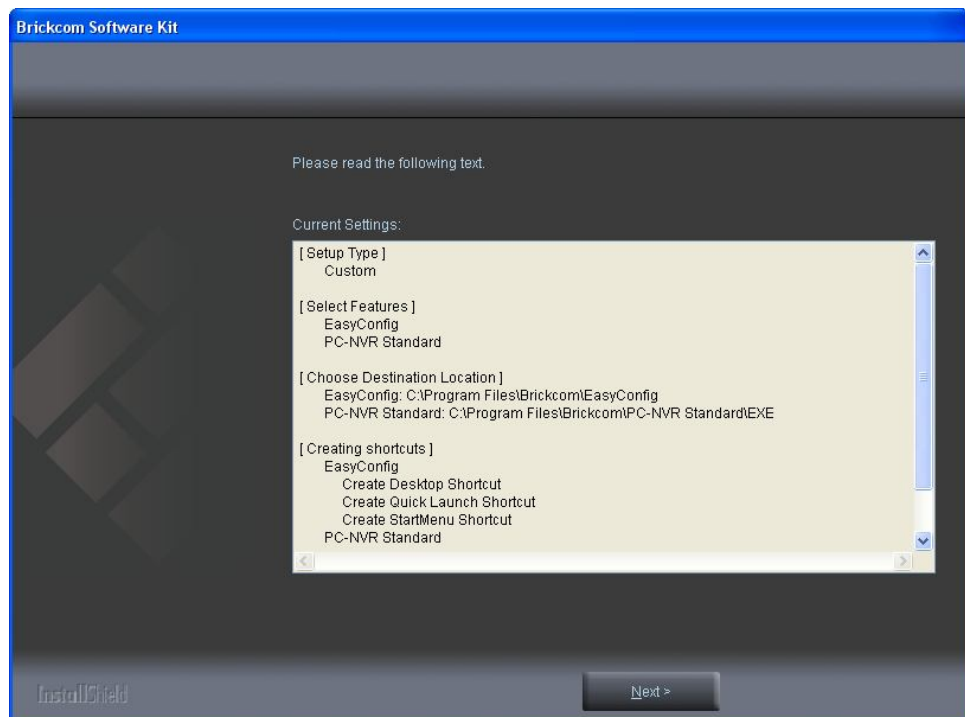 Brickcom Software Kit
Please read the following text.
Current Settings:
[ Setup Type ]
Custom
[ Select Features ]
EasyConfig
PC-NVR Standard
[ Choose Destination Location ]
EasyConfig: C:\Program Files\Brickcom\EasyConfig
PC-NVR Standard: C:\Program Files\Brickcom\PC-NVR Standard\EXE
[ Creating shortcuts ]
EasyConfig
Create Desktop Shortcut
Create Quick Launch Shortcut
Create StartMenu Shortcut
PC-NVR Standard
InstallShield
Next >